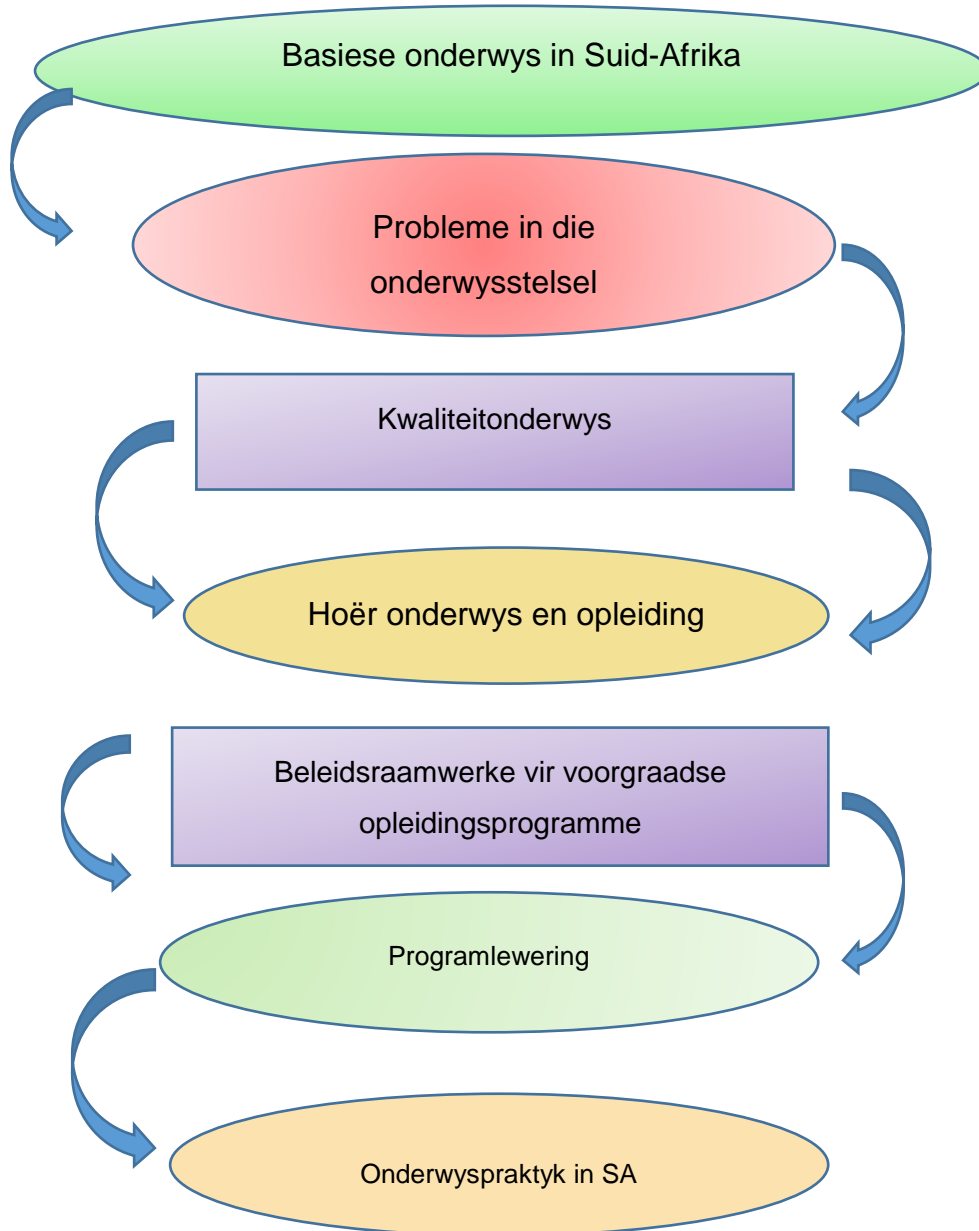 Basiese onderwys in Suid-Afrika
Probleme in die
onderwysstelsel
Kwaliteitonderwys
Hoër onderwys en opleiding
Beleidsraamwerke vir voorgraadse
opleidingsprogramme
Programlewering
Onderwyspraktyk in SA